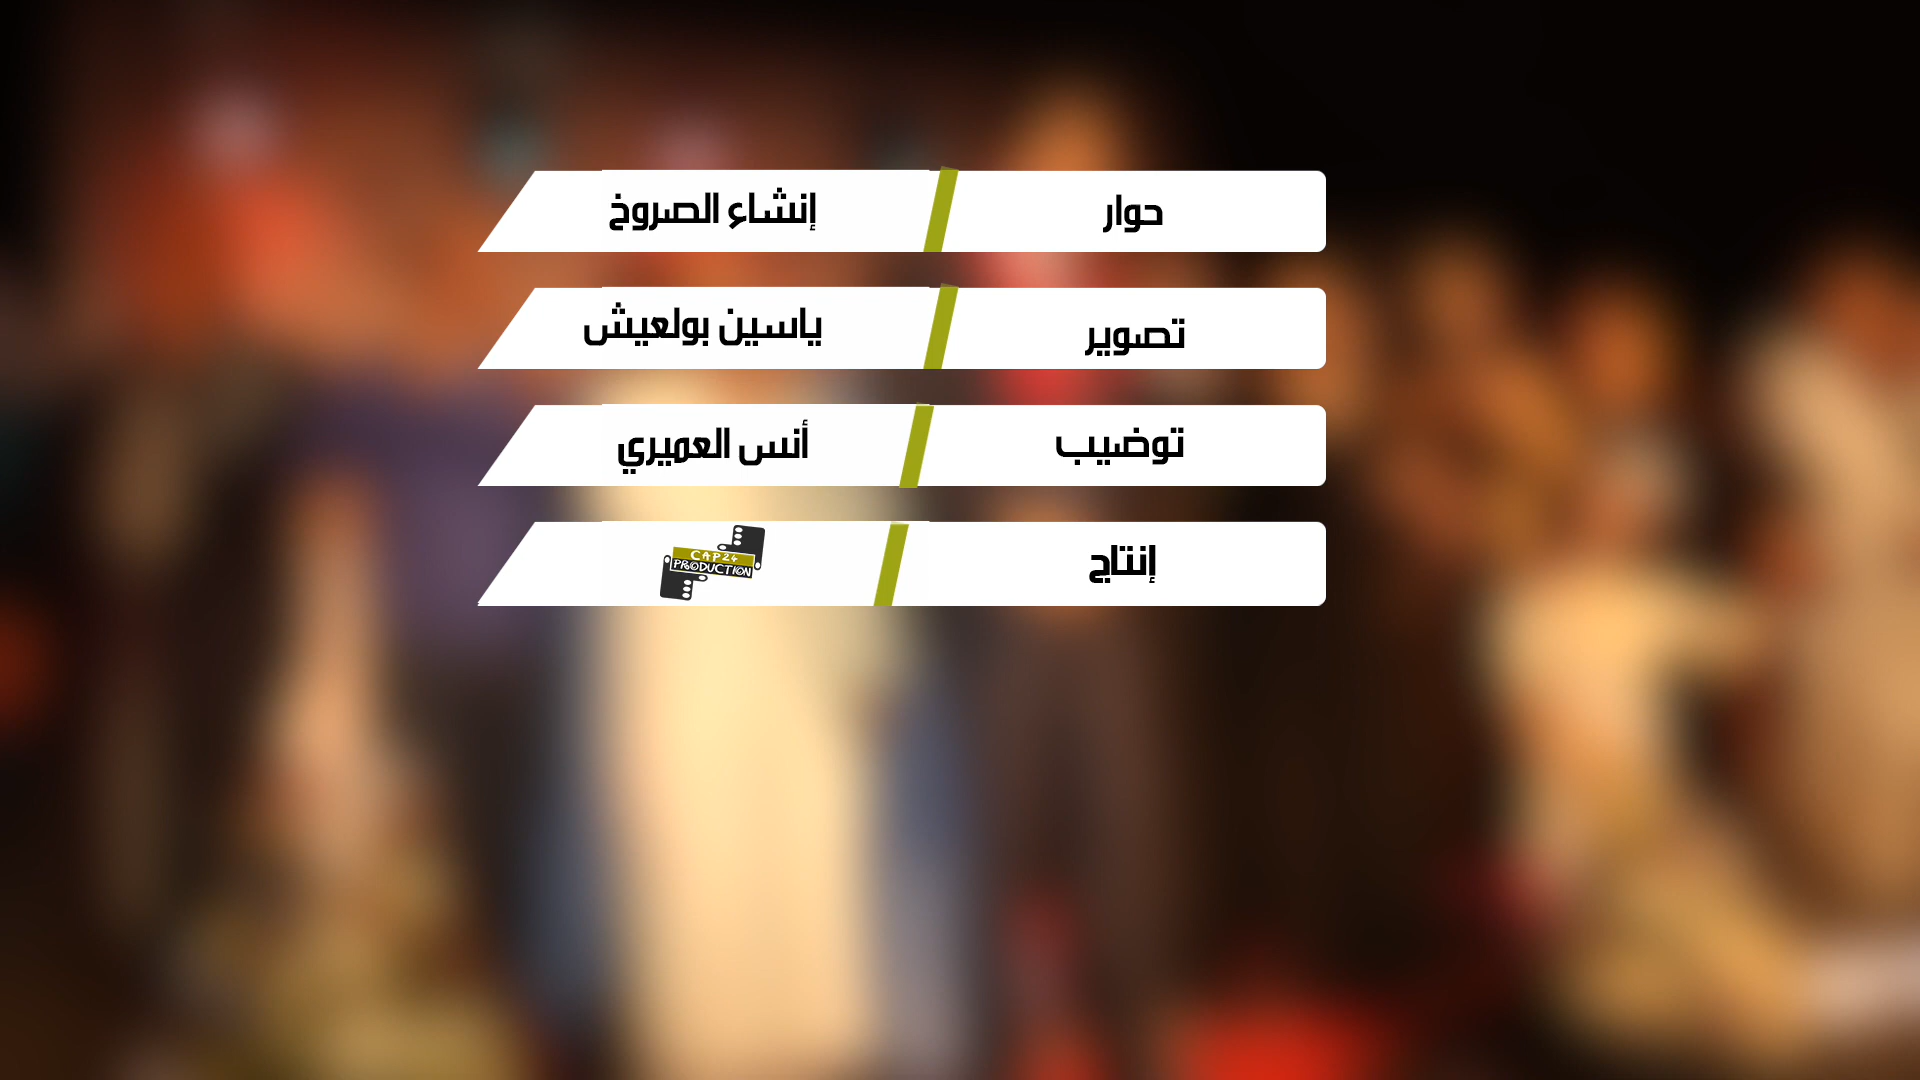 حوار إنشاء الصروخ
تصوير ياسين بولعيش
توضيب أنس العميري
إنتاج
CAP24
PRODUCTION